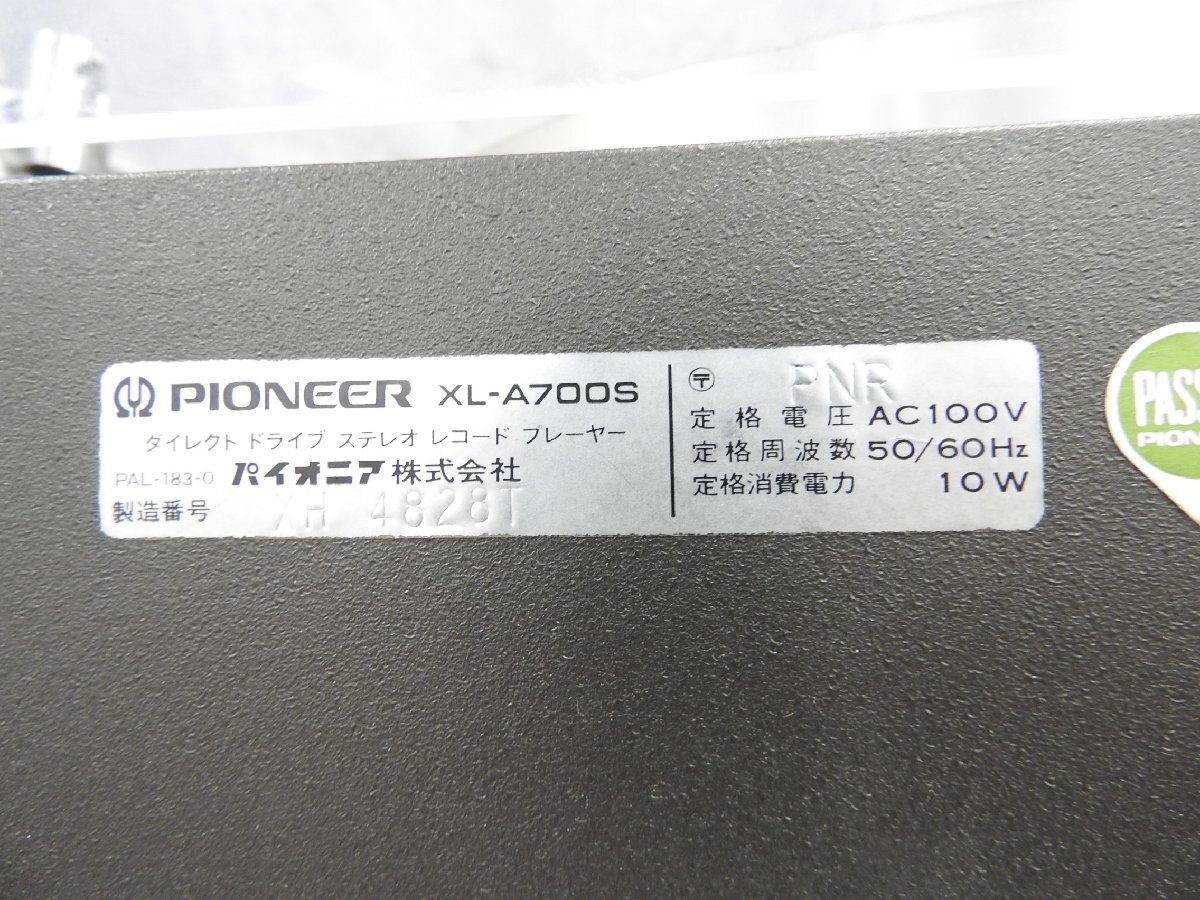 PIONEER XL-A700S
ダイレクト ドライブ ステレオ レコード プレーヤー
PAL-183-0 パイオニア株式会社
製造番号 XH 4828T
〒 PNR
定格電圧 AC100V
定格周波数 50/60Hz
定格消費電力 10W
PASS
PION